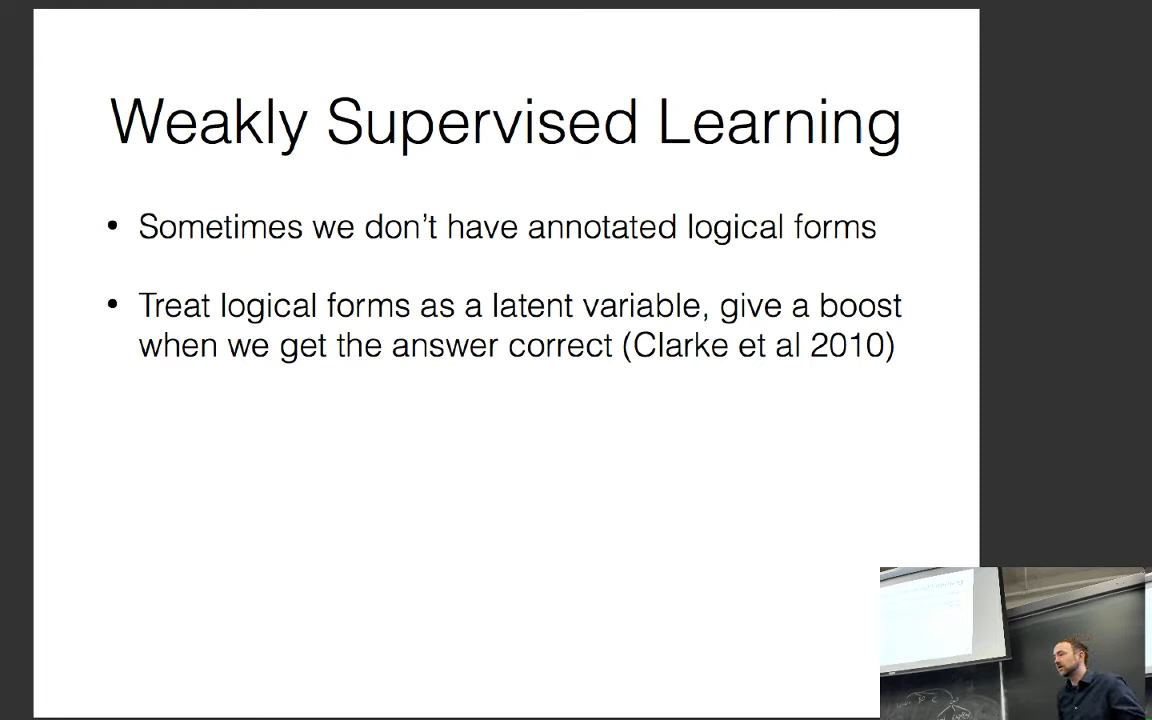 Weakly Supervised Learning
• Sometimes we don't have annotated logical forms
• Treat logical forms as a latent variable, give a boost
when we get the answer correct (Clarke et al 2010)